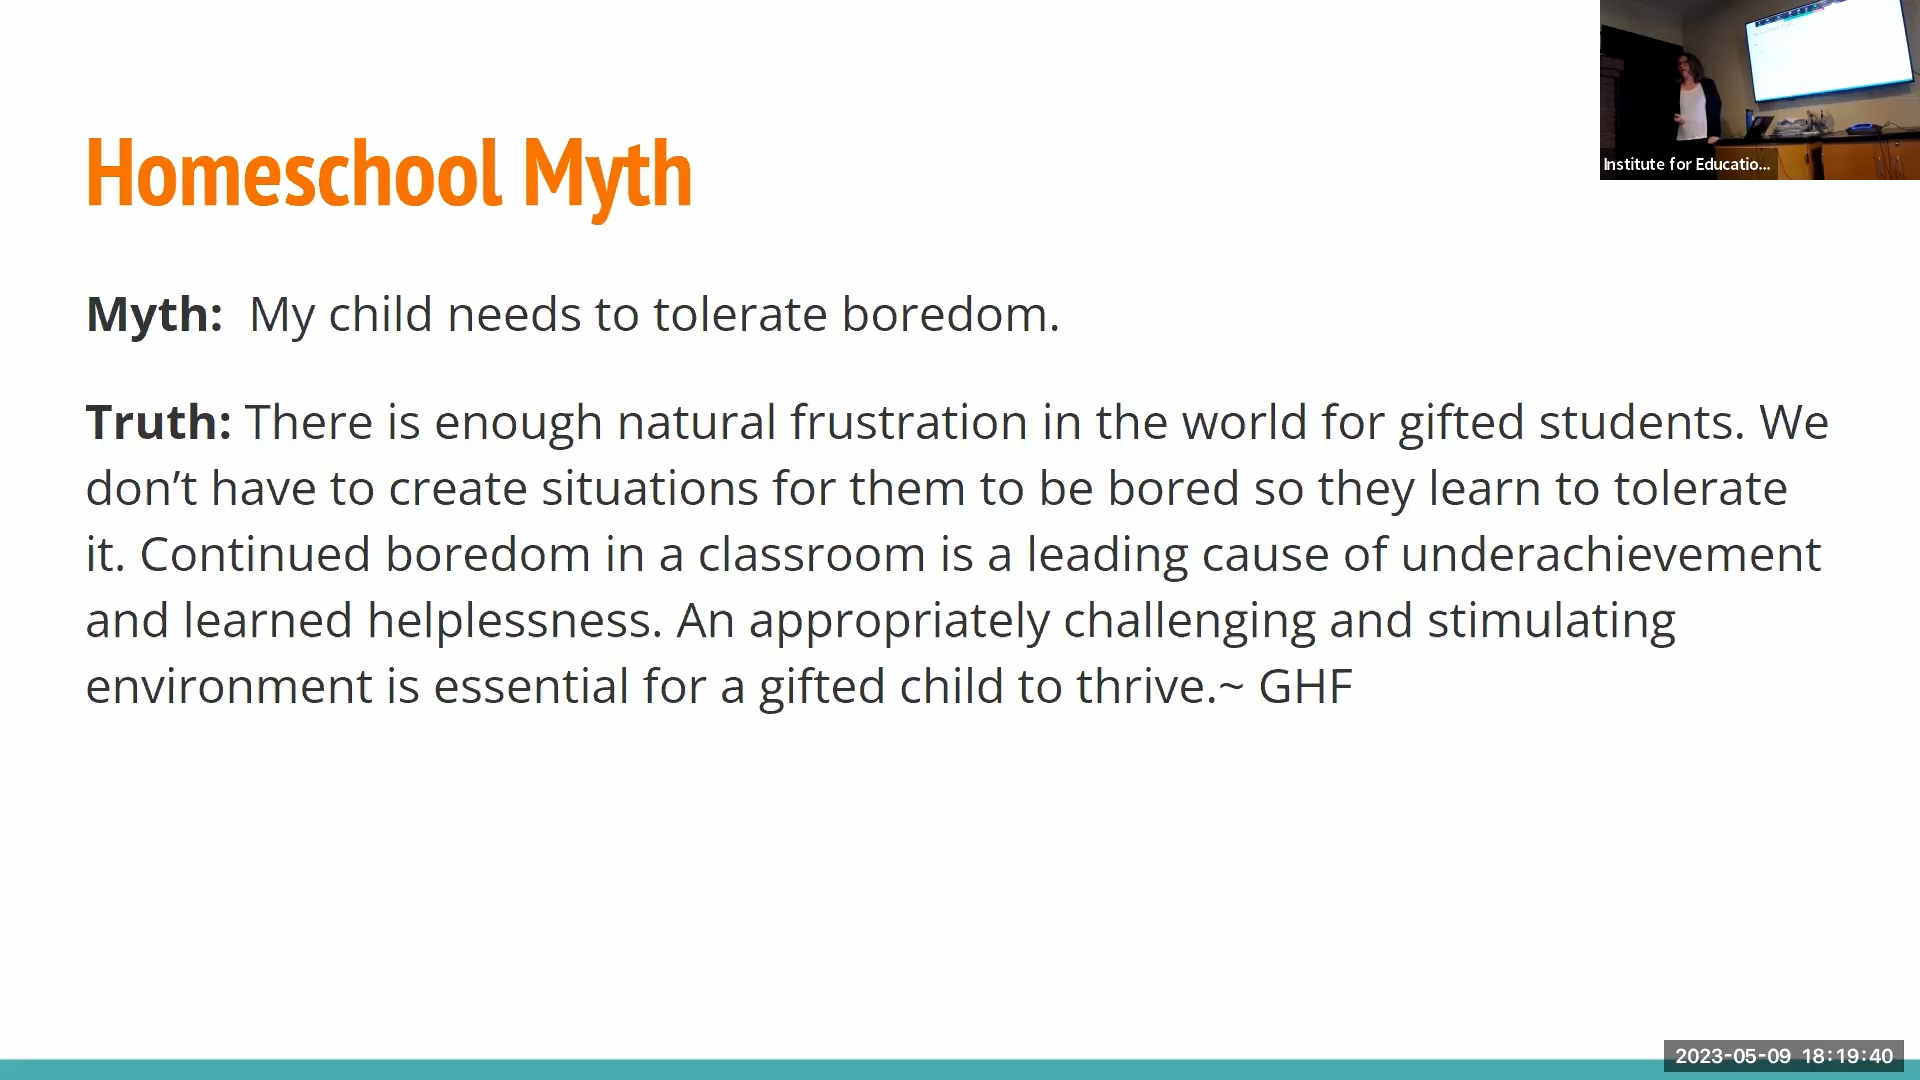 Homeschool Myth
Myth: My child needs to tolerate boredom.
Truth: There is enough natural frustration in the world for gifted students. We
don’t have to create situations for them to be bored so they learn to tolerate
it. Continued boredom in a classroom is a leading cause of underachievement
and learned helplessness. An appropriately challenging and stimulating
environment is essential for a gifted child to thrive.~ GHF
Institute for Educatio...
2023-05-09 18:19:40